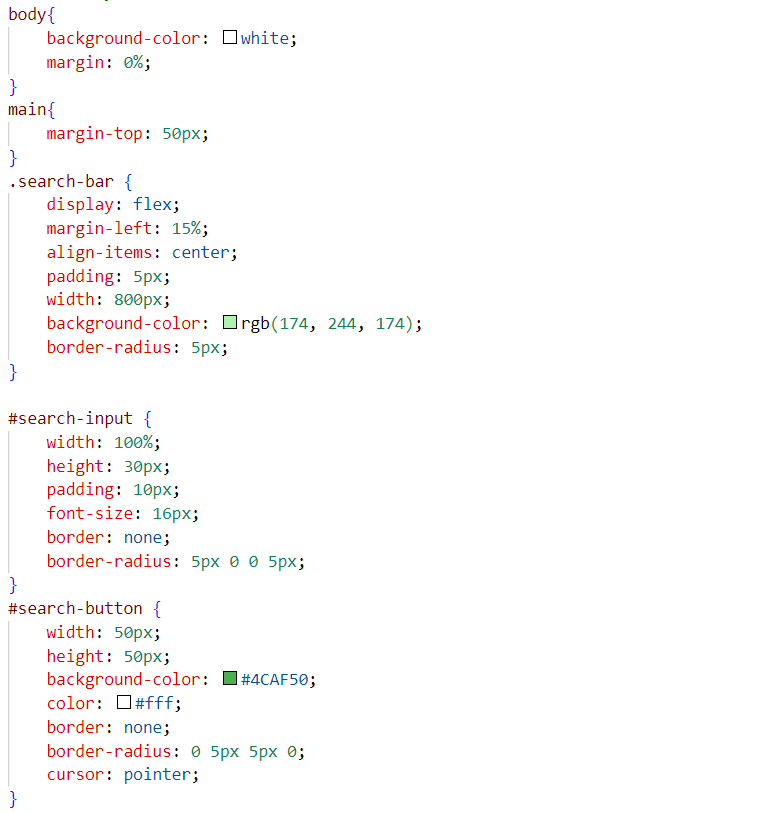 body{
    background-color: white;
    margin: 0%;
}
main{
    margin-top: 50px;
}
.search-bar {
    display: flex;
    margin-left: 15%;
    align-items: center;
    padding: 5px;
    width: 800px;
    background-color: rgb(174, 244, 174);
    border-radius: 5px;
}

#search-input {
    width: 100%;
    height: 30px;
    padding: 10px;
    font-size: 16px;
    border: none;
    border-radius: 5px 0 0 5px;
}
#search-button {
    width: 50px;
    height: 50px;
    background-color: #4CAF50;
    color: #fff;
    border: none;
    border-radius: 0 5px 5px 0;
    cursor: pointer;
}